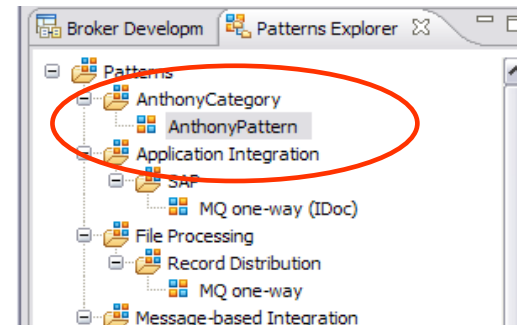 Broker Developm Patterns Explorer
Patterns
AnthonyCategory
AnthonyPattern
Application Integration
SAP
MQ one-way (IDoc)
File Processing
Record Distribution
MQ one-way
Message-based Integration